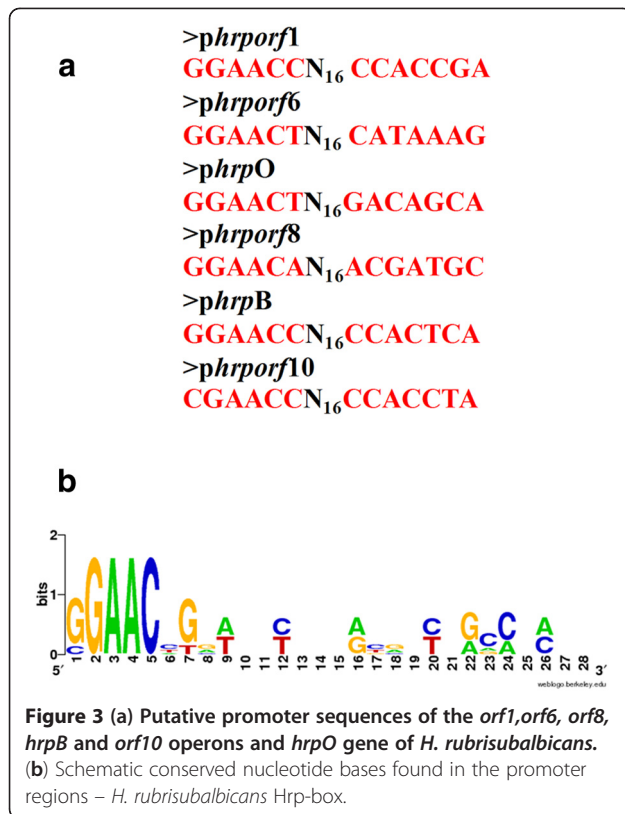 a
>phrporf1
GGAACCN16 CCACCGA
>phrporf6
GGAACTN16 CATAAAG
>phrpO
GGAACTN16GACAGCA
>phrporf8
GGAACAN16ACGATGC
>phrpB
GGAACCN16CCACTCA
>phrporf10
CGAACCN16CCACCTA
b
2
1
0
bits
5′ 1 2 3 4 5 6 7 8 9 10 11 12 13 14 15 16 17 18 19 20 21 22 23 24 25 26 27 28 3′
weblogo.berkeley.edu
Figure 3 (a) Putative promoter sequences of the orf1,orf6, orf8,
hrpB and orf10 operons and hrpO gene of H. rubrisubalbicans.
(b) Schematic conserved nucleotide bases found in the promoter
regions – H. rubrisubalbicans Hrp-box.